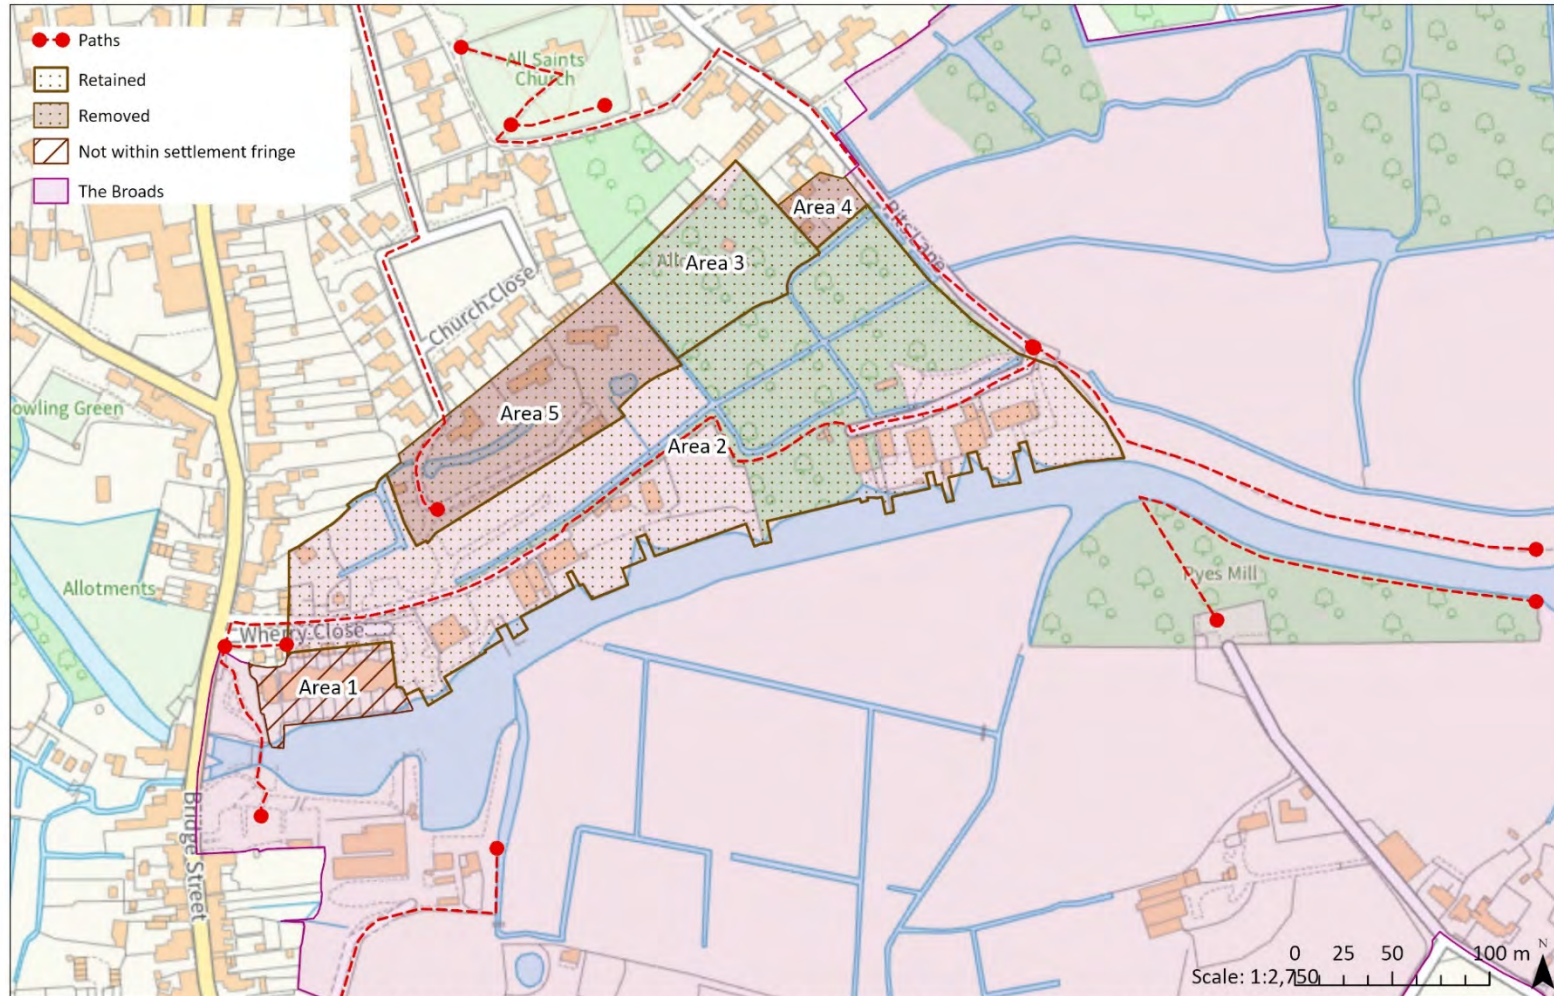 Paths
Retained
Removed
Not within settlement fringe
The Broads
All Saints
Church
Area 4
Pits Lane
Area 3
Church Close
Area 5
owling Green
Area 2
Allotments
Pyes Mill
Wherry Close
Area 1
Bridge Street
N
0 25 50 100 m
Scale: 1:2,750